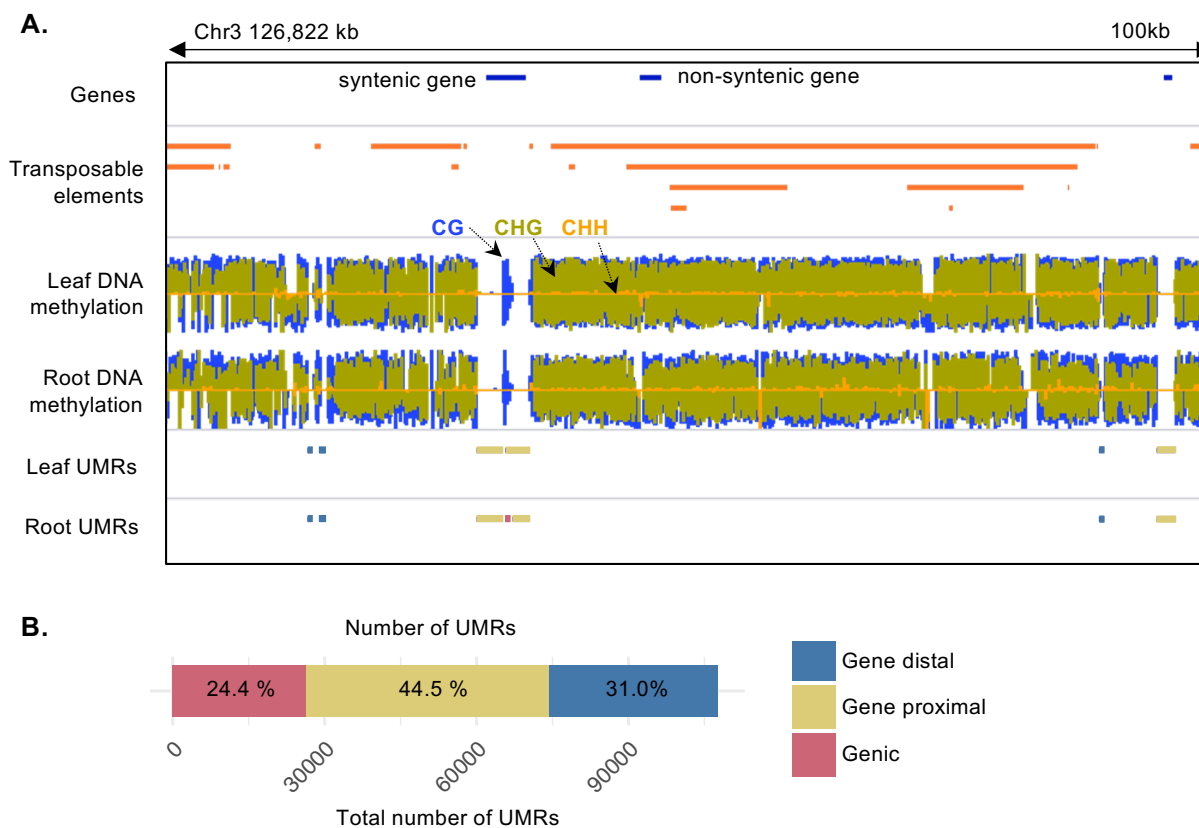 A.
Chr3 126,822 kb
100kb
Genes
syntenic gene
non-syntenic gene
Transposable
elements
CG
CHG
CHH
Leaf DNA
methylation
Root DNA
methylation
Leaf UMRs
Root UMRs
B.
Number of UMRs
24.4 %
44.5 %
31.0%
0
30000
60000
90000
Total number of UMRs
Gene distal
Gene proximal
Genic